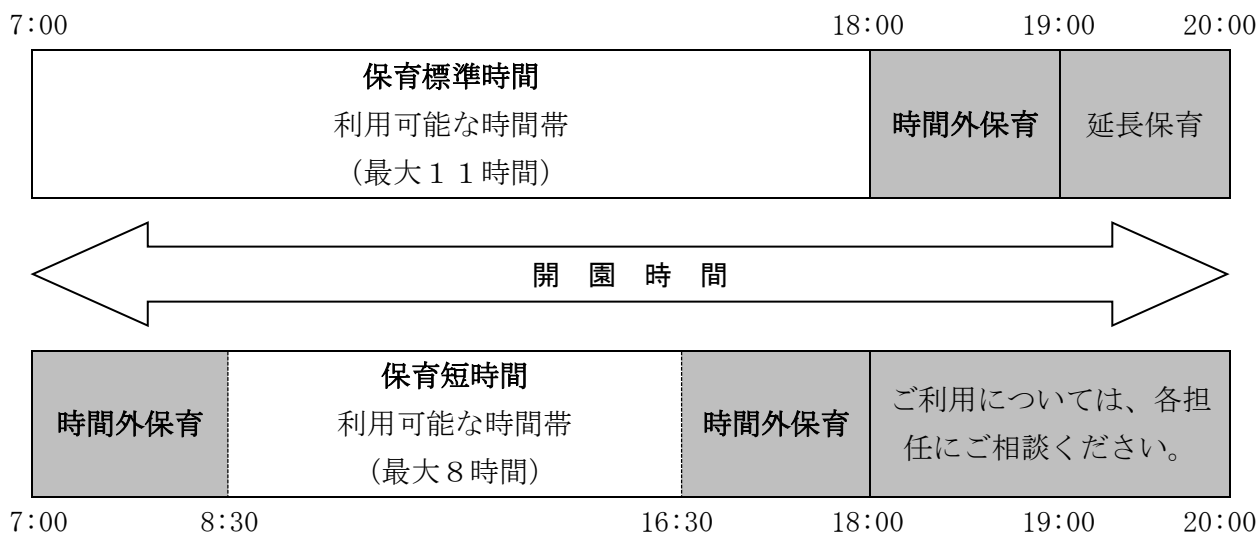 7:00 18:00 19:00 20:00
保育標準時間
利用可能な時間帯
（最大１１時間）
時間外保育
延長保育
開 園 時 間
時間外保育
保育短時間
利用可能な時間帯
（最大８時間）
時間外保育
ご利用については、各担
任にご相談ください。
7:00 8:30 16:30 18:00 19:00 20:00